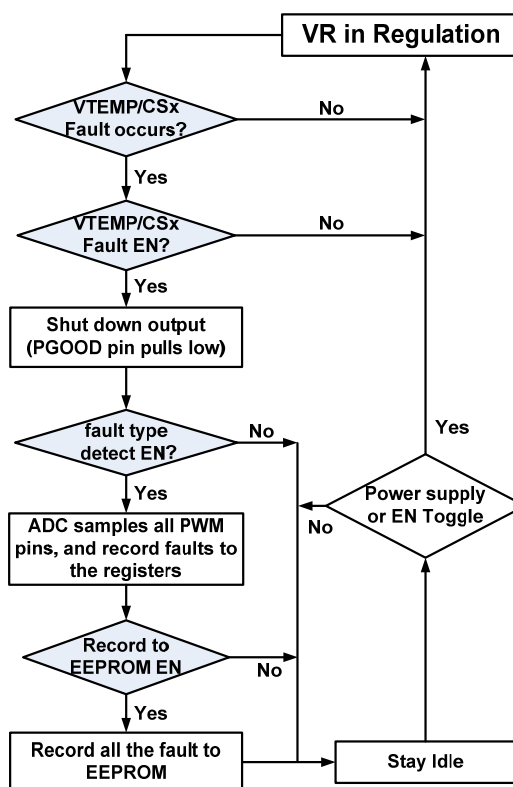 VR in Regulation
VTEMP/CSx
Fault occurs?
No
Yes
VTEMP/CSx
Fault EN?
No
Yes
Shut down output
(PGOOD pin pulls low)
fault type
detect EN?
No
Yes
Yes
Power supply
or EN Toggle
No
ADC samples all PWM
pins, and record faults to
the registers
Record to
EEPROM EN
No
Yes
Record all the fault to
EEPROM
Stay Idle